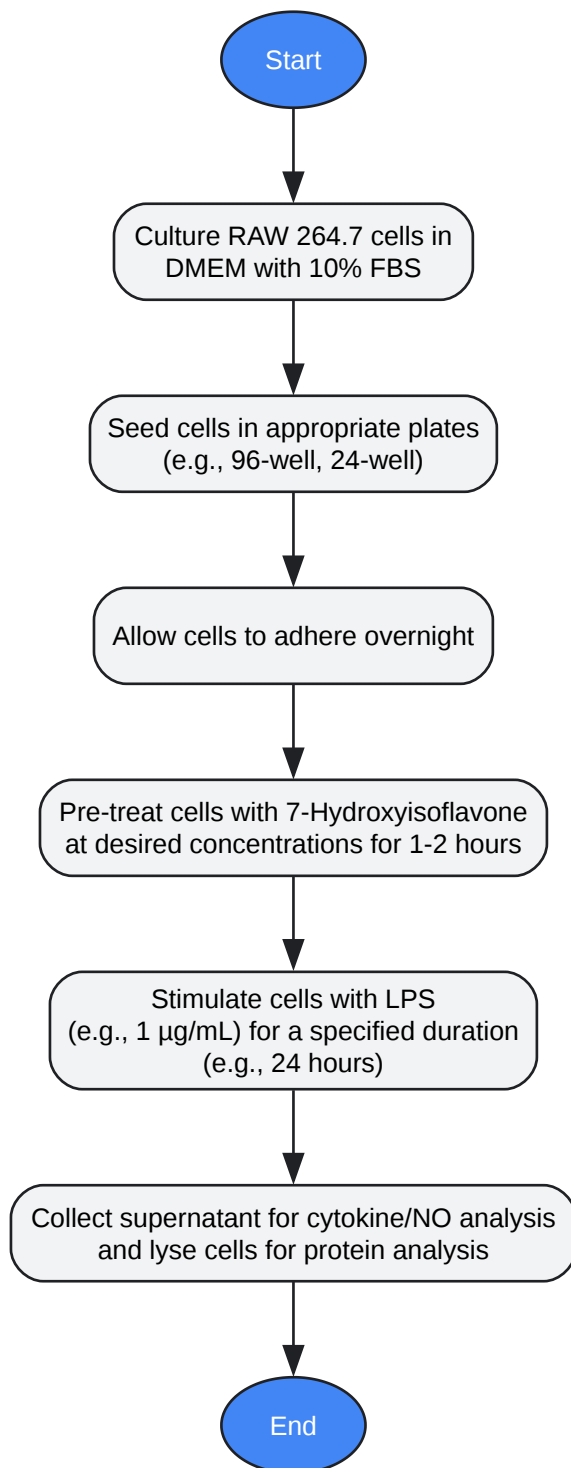 Start
Culture RAW 264.7 cells in
DMEM with 10% FBS
Seed cells in appropriate plates
(e.g., 96-well, 24-well)
Allow cells to adhere overnight
Pre-treat cells with 7-Hydroxyisoflavone
at desired concentrations for 1-2 hours
Stimulate cells with LPS
(e.g., 1 µg/mL) for a specified duration
(e.g., 24 hours)
Collect supernatant for cytokine/NO analysis
and lyse cells for protein analysis
End